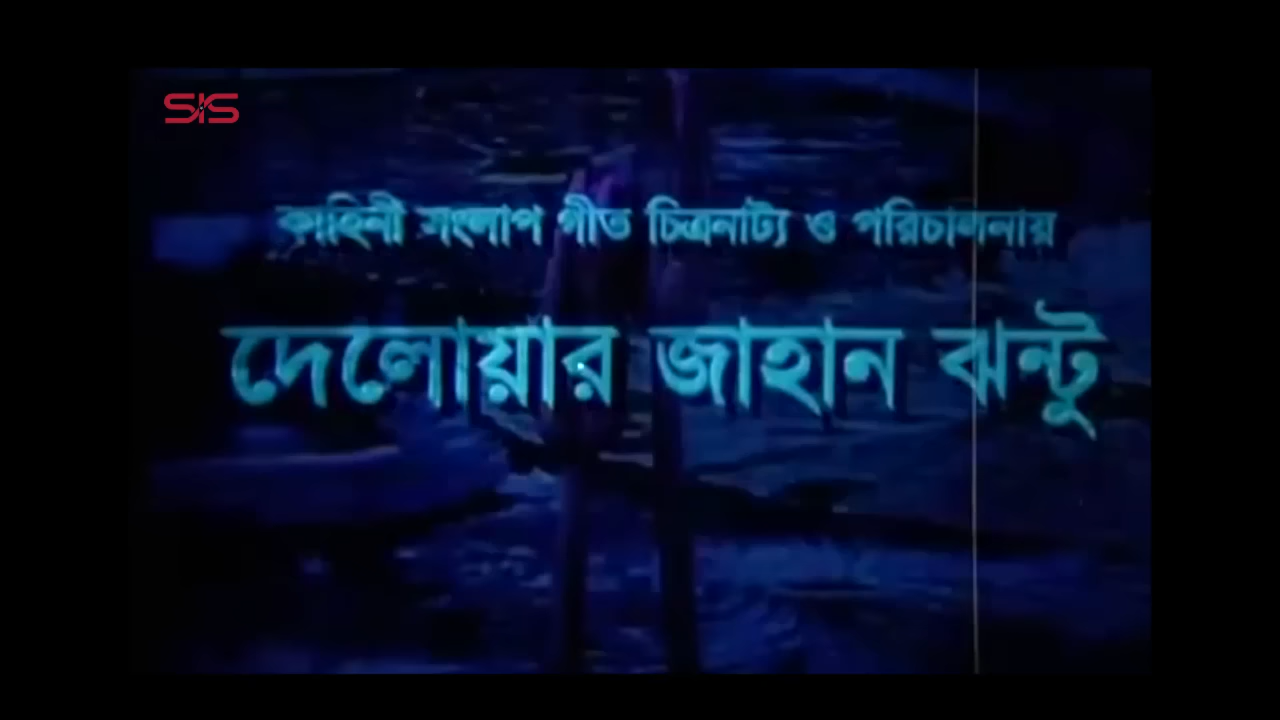 SIS
কাহিনী সংলাপ গীত চিত্রনাট্য ও পরিচালনায়
দেলোয়ার জাহান ঝন্টু